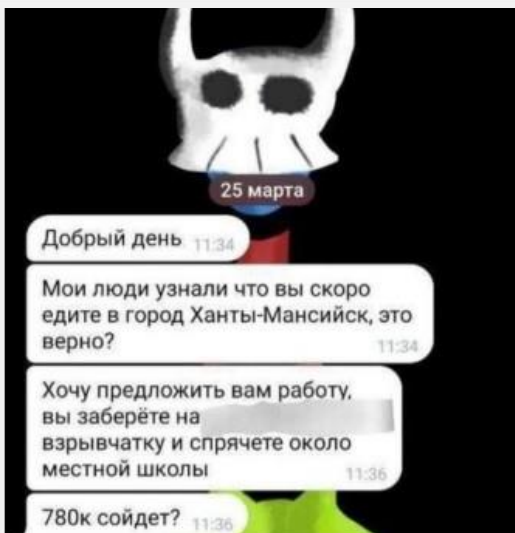 25 марта
Добрый день 11:34
Мои люди узнали что вы скоро
едите в город Ханты-Мансийск, это
верно? 11:34
Хочу предложить вам работу,
вы заберёте на
взрывчатку и спрячете около
местной школы 11:36
780к сойдет? 11:36